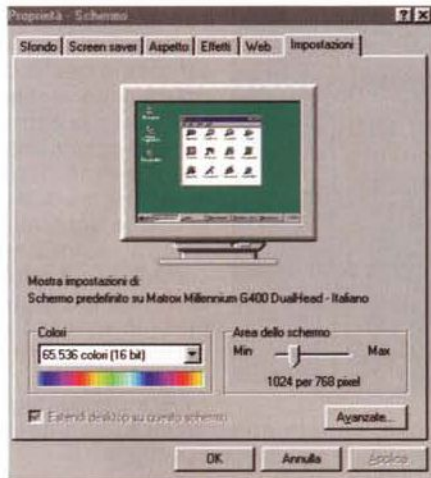 Proprietà - Schermo
Sfondo Screen saver Aspetto Effetti Web Impostazioni
Mostra impostazioni di:
Schermo predefinito su Matrox Millennium G400 DualHead - Italiano
Colori
65.536 colori (16 bit)
Area dello schermo
Min Max
1024 per 768 pixel
Estendi desktop su questo schermo
Avanzate...
OK Annulla Applica